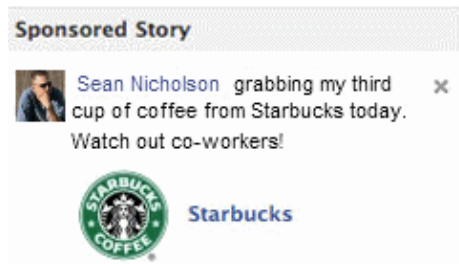 Sponsored Story
Sean Nicholson grabbing my third
cup of coffee from Starbucks today.
Watch out co-workers!
STARBUCKS
COFFEE
Starbucks